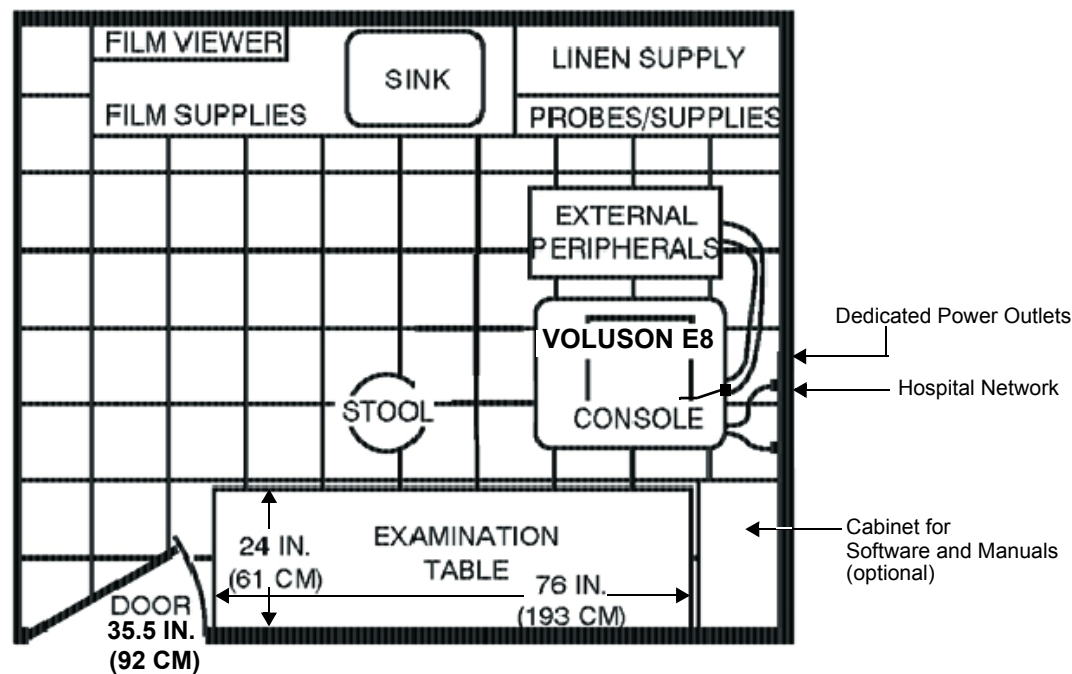 FILM VIEWER
SINK
LINEN SUPPLY
FILM SUPPLIES
PROBES/SUPPLIES
EXTERNAL
PERIPHERALS
Dedicated Power Outlets
VOLUSON E8
Hospital Network
STOOL
CONSOLE
EXAMINATION
TABLE
24 IN.
(61 CM)
76 IN.
(193 CM)
Cabinet for
Software and Manuals
(optional)
DOOR
35.5 IN.
(92 CM)